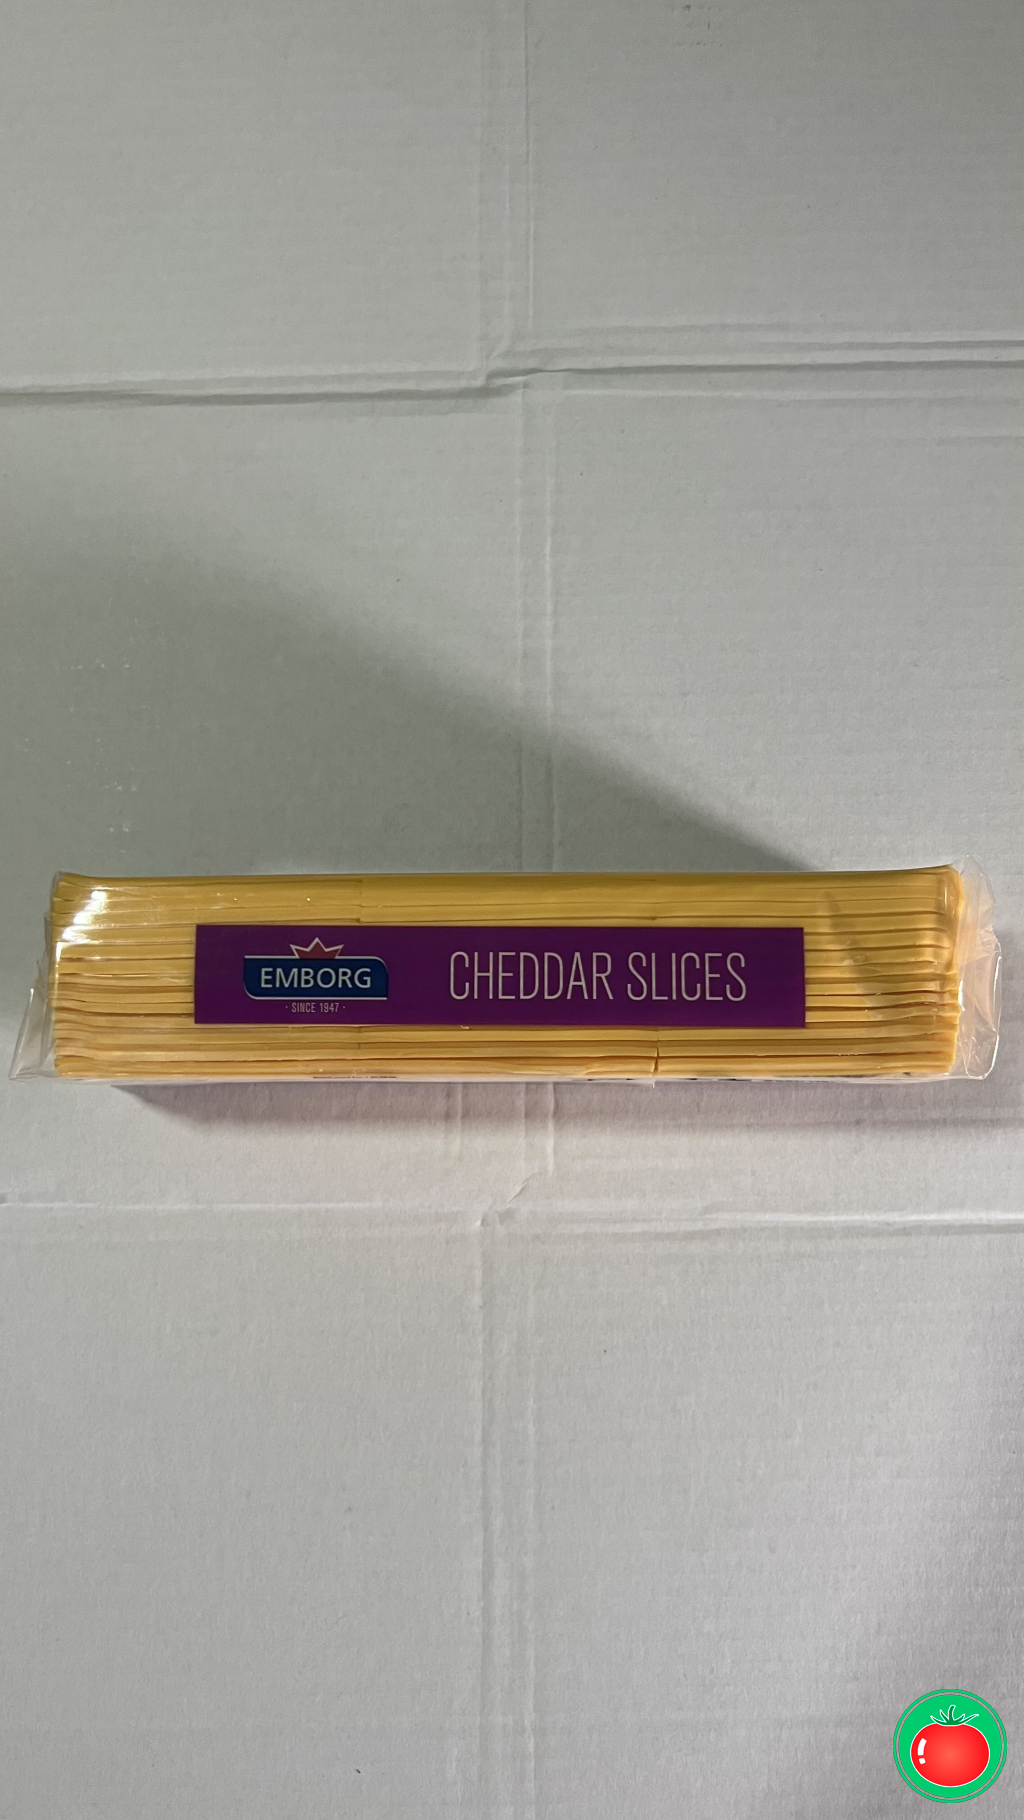 EMBORG
· SINCE 1947 ·
CHEDDAR SLICES